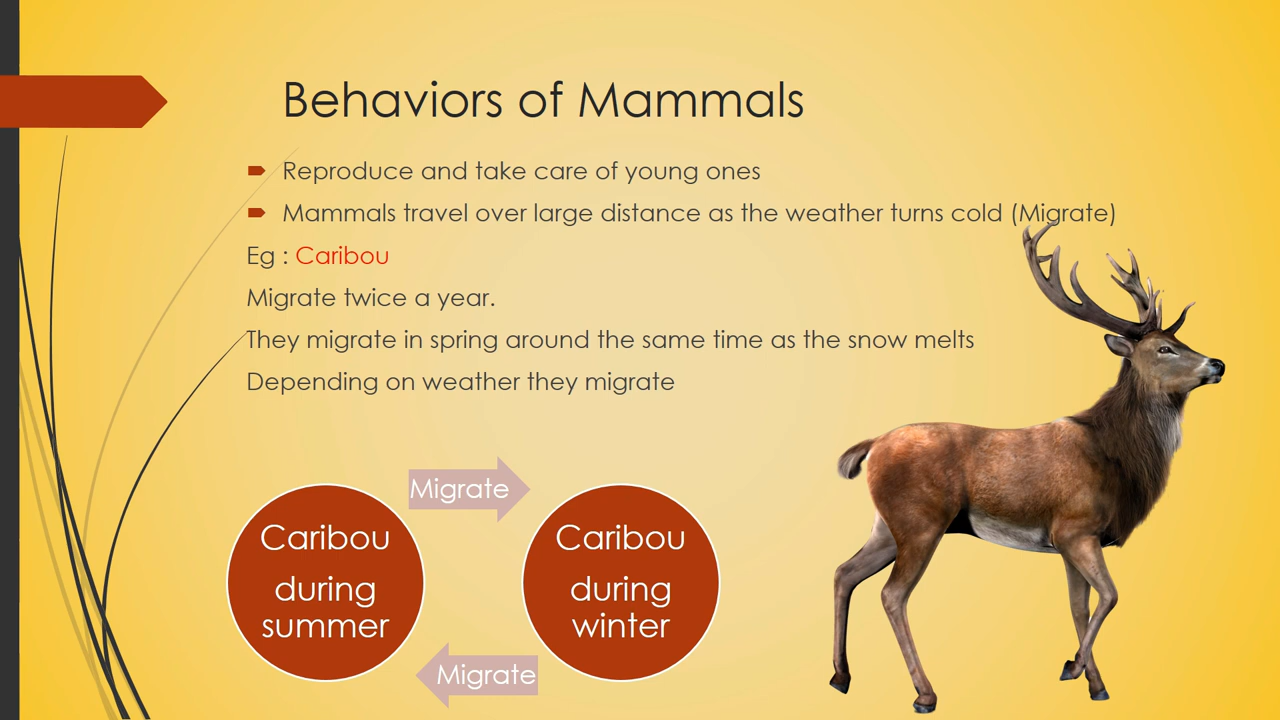 Behaviors of Mammals
Reproduce and take care of young ones
Mammals travel over large distance as the weather turns cold (Migrate)
Eg : Caribou
Migrate twice a year.
They migrate in spring around the same time as the snow melts
Depending on weather they migrate
Migrate
Caribou
during
summer
Caribou
during
winter
Migrate